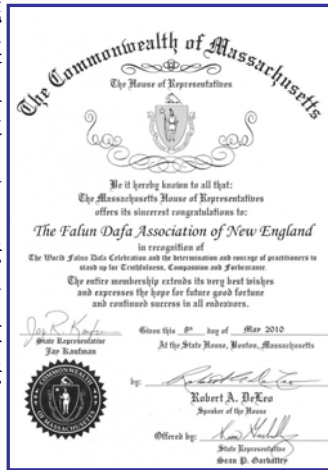 The Commonwealth of Massachusetts
The House of Representatives
Be it hereby known to all that:
The Massachusetts House of Representatives
offers its sincerest congratulations to:
The Falun Dafa Association of New England
in recognition of
The World Falun Dafa Celebration and the determination and courage of practitioners to
stand up for Truthfulness, Compassion and Forbearance.
The entire membership extends its very best wishes
and expresses the hope for future good fortune
and continued success in all endeavors.
Given this 8th day of May 2010
At the State House, Boston, Massachusetts
State Representative
Jay Kaufman
by:
Robert A. DeLeo
Speaker of the House
Offered by:
State Representative
Sean P. Garballey
COMMONWEALTH
OF MASSACHUSETTS